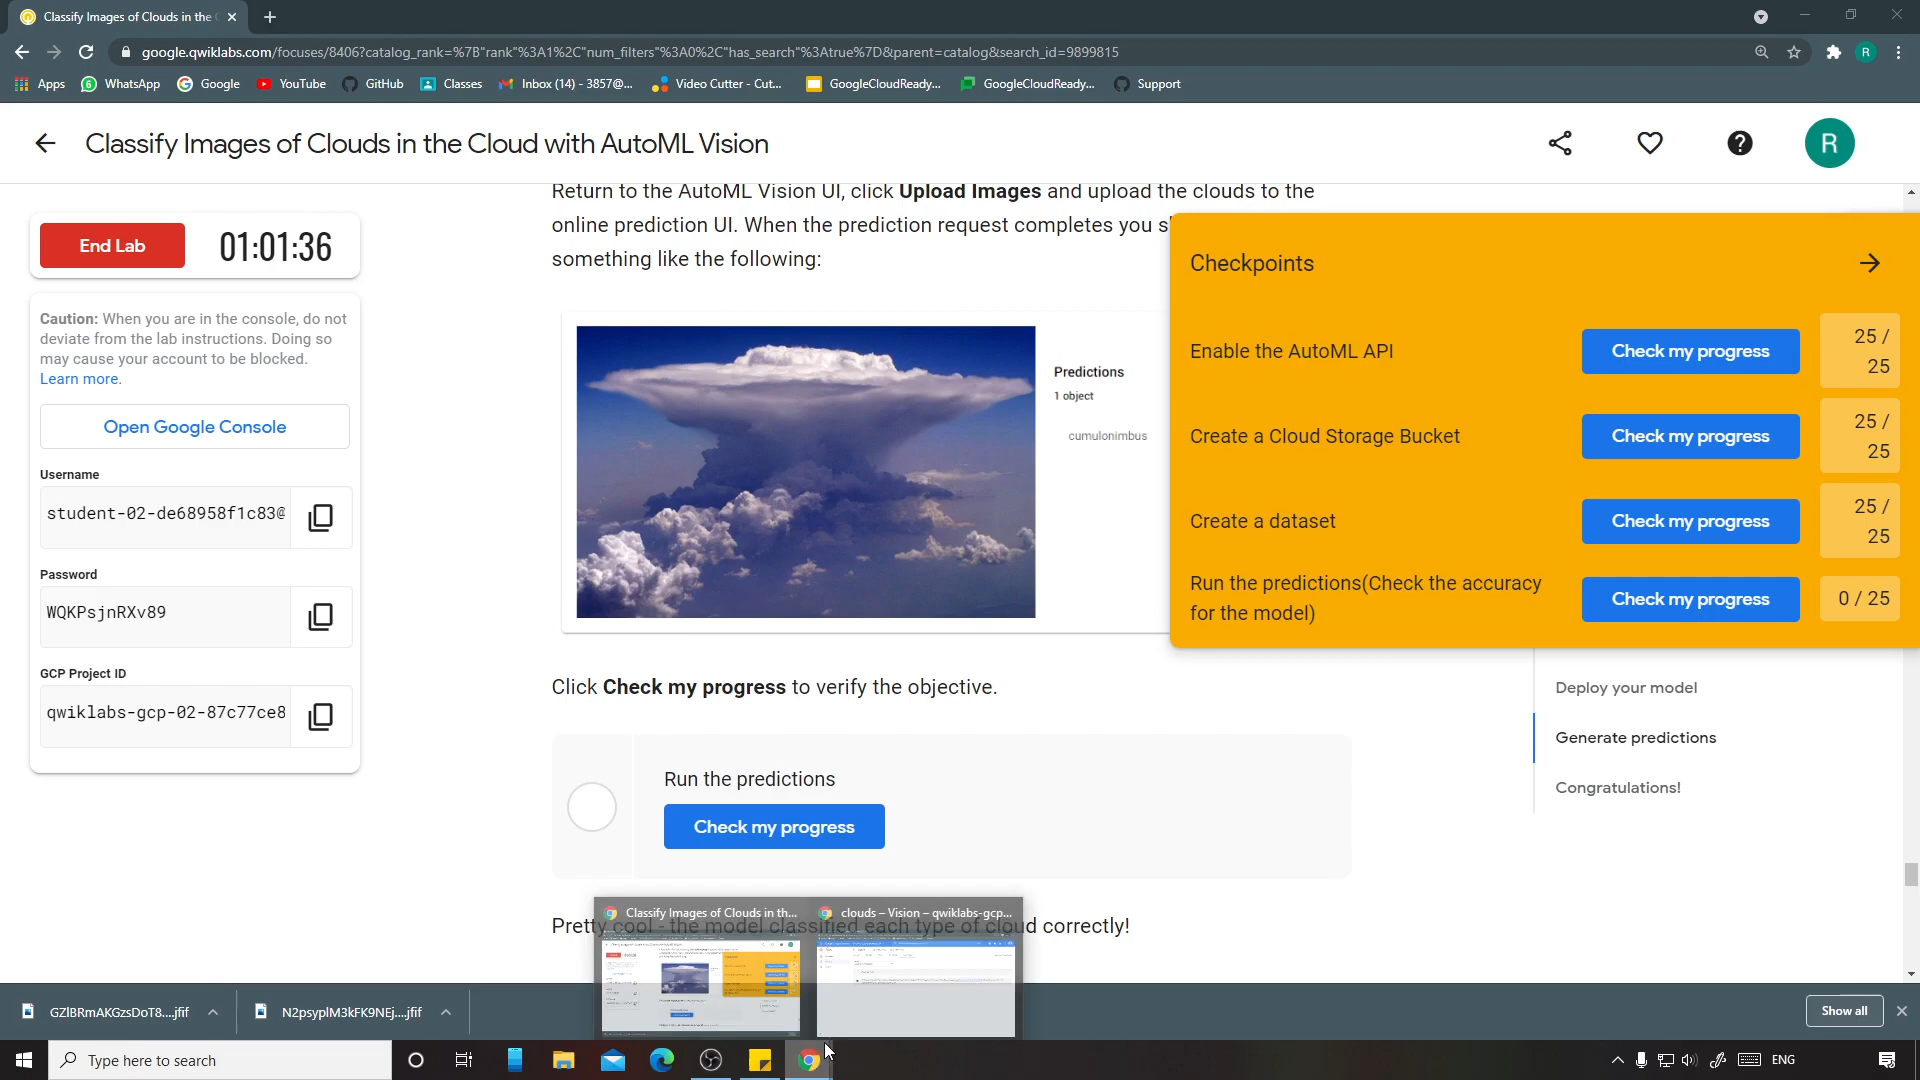 Classify Images of Clouds in the
google.qwiklabs.com/focuses/8406?catalog_rank=%7B"rank"%3A1%2C"num_filters"%3A0%2C"has_search"%3Atrue%7D&parent=catalog&search_id=9899815
R
Apps
WhatsApp
Google
YouTube
GitHub
Classes
Inbox (14) - 3857@...
Video Cutter - Cut...
GoogleCloudReady...
GoogleCloudReady...
Support
Classify Images of Clouds in the Cloud with AutoML Vision
R
End Lab
01:01:36
Caution: When you are in the console, do not
deviate from the lab instructions. Doing so
may cause your account to be blocked.
Learn more.
Open Google Console
Username
student-02-de68958f1c83@
Password
WQKPsjnRXv89
GCP Project ID
qwiklabs-gcp-02-87c77ce8
Return to the AutoML Vision UI, click Upload Images and upload the clouds to the
online prediction UI. When the prediction request completes you s
something like the following:
Predictions
1 object
cumulonimbus
Click Check my progress to verify the objective.
Run the predictions
Check my progress
Pretty cool - the model classified each type of cloud correctly!
Checkpoints
Enable the AutoML API
Check my progress
25 /
25
Create a Cloud Storage Bucket
Check my progress
25 /
25
Create a dataset
Check my progress
25 /
25
Run the predictions(Check the accuracy
for the model)
Check my progress
0 / 25
Deploy your model
Generate predictions
Congratulations!
Classify Images of Clouds in th...
clouds – Vision – qwiklabs-gcp...
GZlBRmAKGzsDoT8....jfif
N2psyplM3kFK9NEj....jfif
Show all
Type here to search
ENG